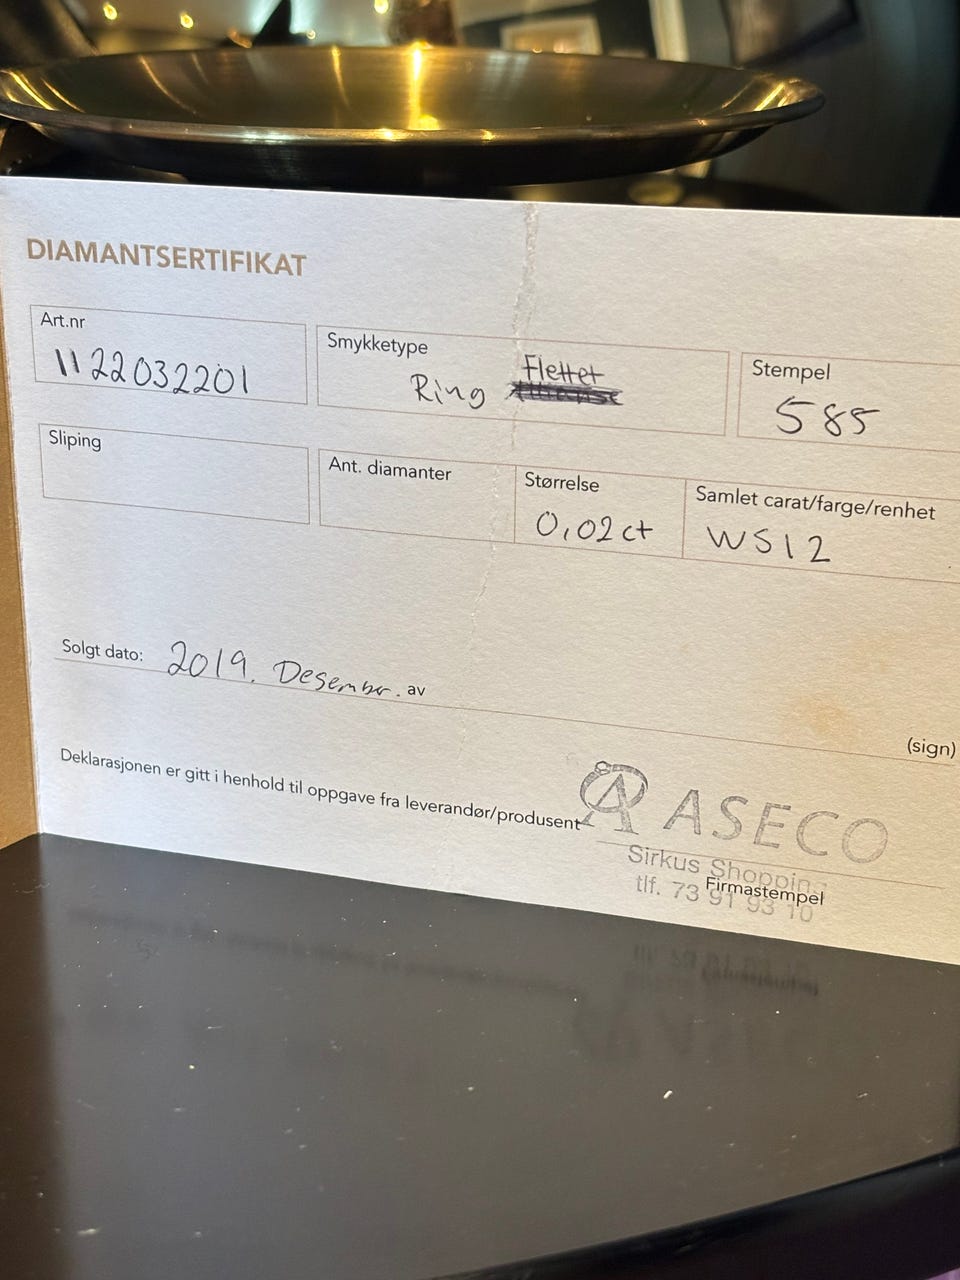 DIAMANTSERTIFIKAT
Art.nr
1122032201
Smykketype
Ring Flettet
Stempel
585
Sliping
Ant. diamanter
Størrelse
0,02 ct
Samlet carat/farge/renhet
WSI2
Solgt dato: 2019. Desember. av
(sign)
Deklarasjonen er gitt i henhold til oppgave fra leverandør/produsent
ASECO
Sirkus Shopping
Firmastempel
tlf. 73 91 93 10